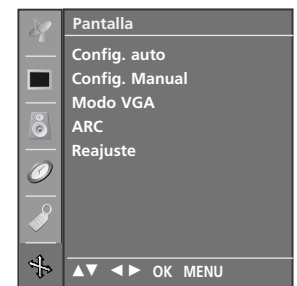 Pantalla
Config. auto
Config. Manual
Modo VGA
ARC
Reajuste
▲▼ ◄► OK MENU